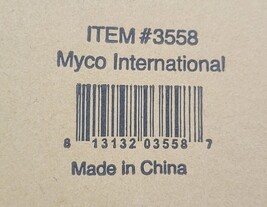 ITEM #3558
Myco International
8 13132 03558 7
Made in China